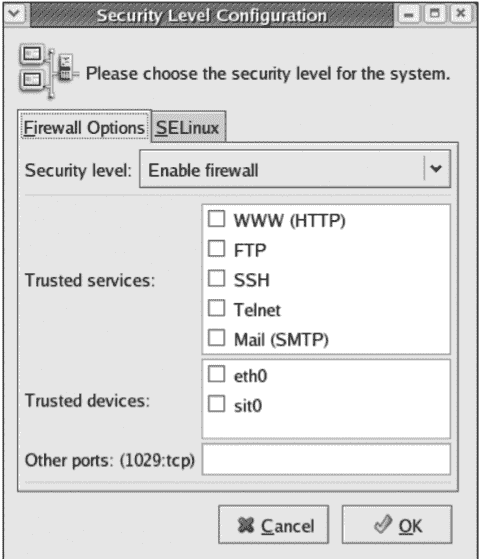 Security Level Configuration
Please choose the security level for the system.
Firewall Options
SELinux
Security level: Enable firewall
Trusted services:
WWW (HTTP)
FTP
SSH
Telnet
Mail (SMTP)
Trusted devices:
eth0
sit0
Other ports: (1029:tcp)
Cancel
OK